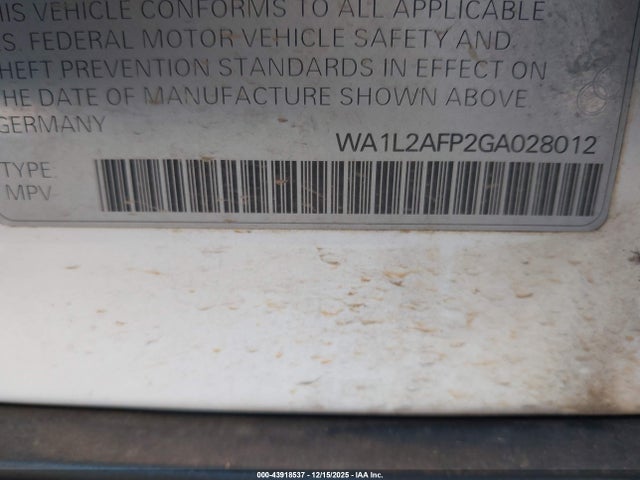 HIS VEHICLE CONFORMS TO ALL APPLICABLE
.S. FEDERAL MOTOR VEHICLE SAFETY AND
HEFT PREVENTION STANDARDS IN EFFECT ON
HE DATE OF MANUFACTURE SHOWN ABOVE
GERMANY
WA1L2AFP2GA028012
TYPE
MPV
000-43918537 - 12/15/2025 - IAA Inc.